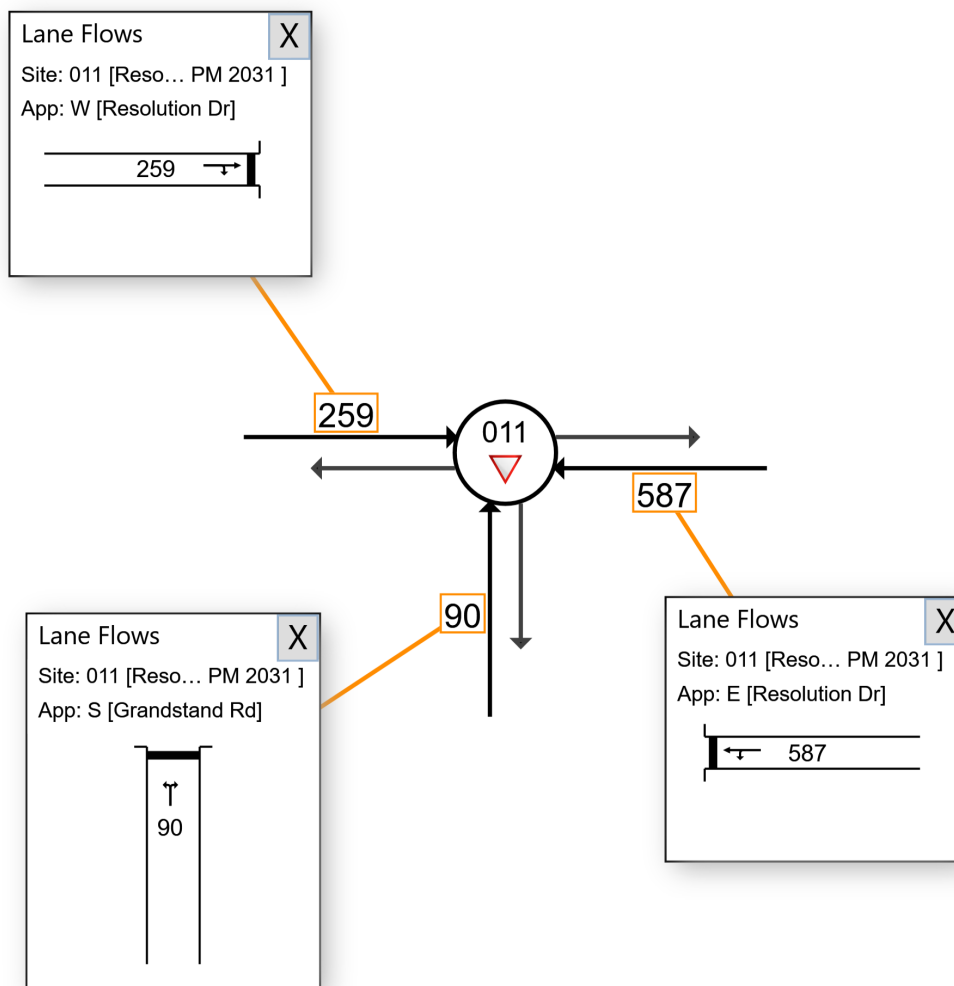 Lane Flows
X
Site: 011 [Reso... PM 2031 ]
App: W [Resolution Dr]
259
259
011
587
90
Lane Flows
X
Site: 011 [Reso... PM 2031 ]
App: S [Grandstand Rd]
90
Lane Flows
X
Site: 011 [Reso... PM 2031 ]
App: E [Resolution Dr]
587